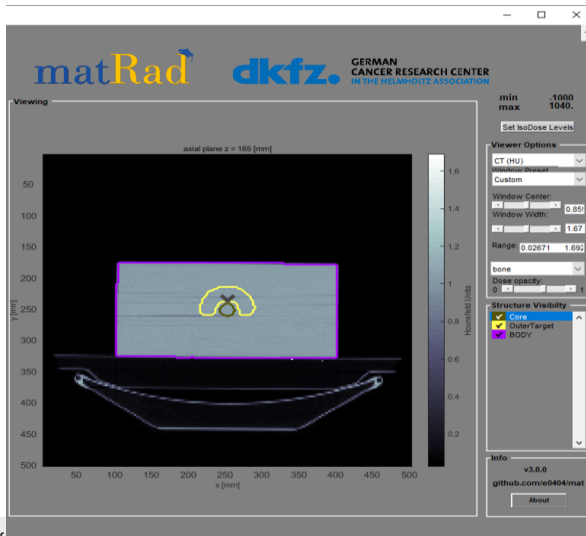 matRad
dkfz.
GERMAN
CANCER RESEARCH CENTER
IN THE HELMHOLTZ ASSOCIATION
Viewing
axial plane z = 165 [mm]
50
100
150
200
250
300
350
400
450
500
y [mm]
50 100 150 200 250 300 350 400 450 500
x [mm]
1.6
1.4
1.2
1
0.8
0.6
0.4
0.2
Hounsfield Units
min .1000
max 1040.
Set IsoDose Levels
Viewer Options
CT (HU)
Window Preset
Custom
Window Center:
0.859
Window Width:
1.67
Range: 0.02671 1.692
bone
Dose opacity:
0 1
Structure Visibilty
Core
OuterTarget
BODY
Info
v3.0.0
github.com/e0404/mat
About